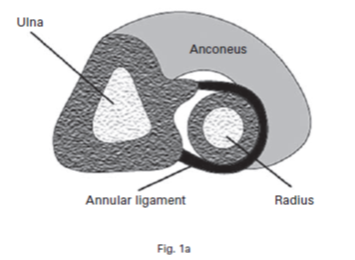 Ulna
Anconeus
Annular ligament
Radius
Fig. 1a